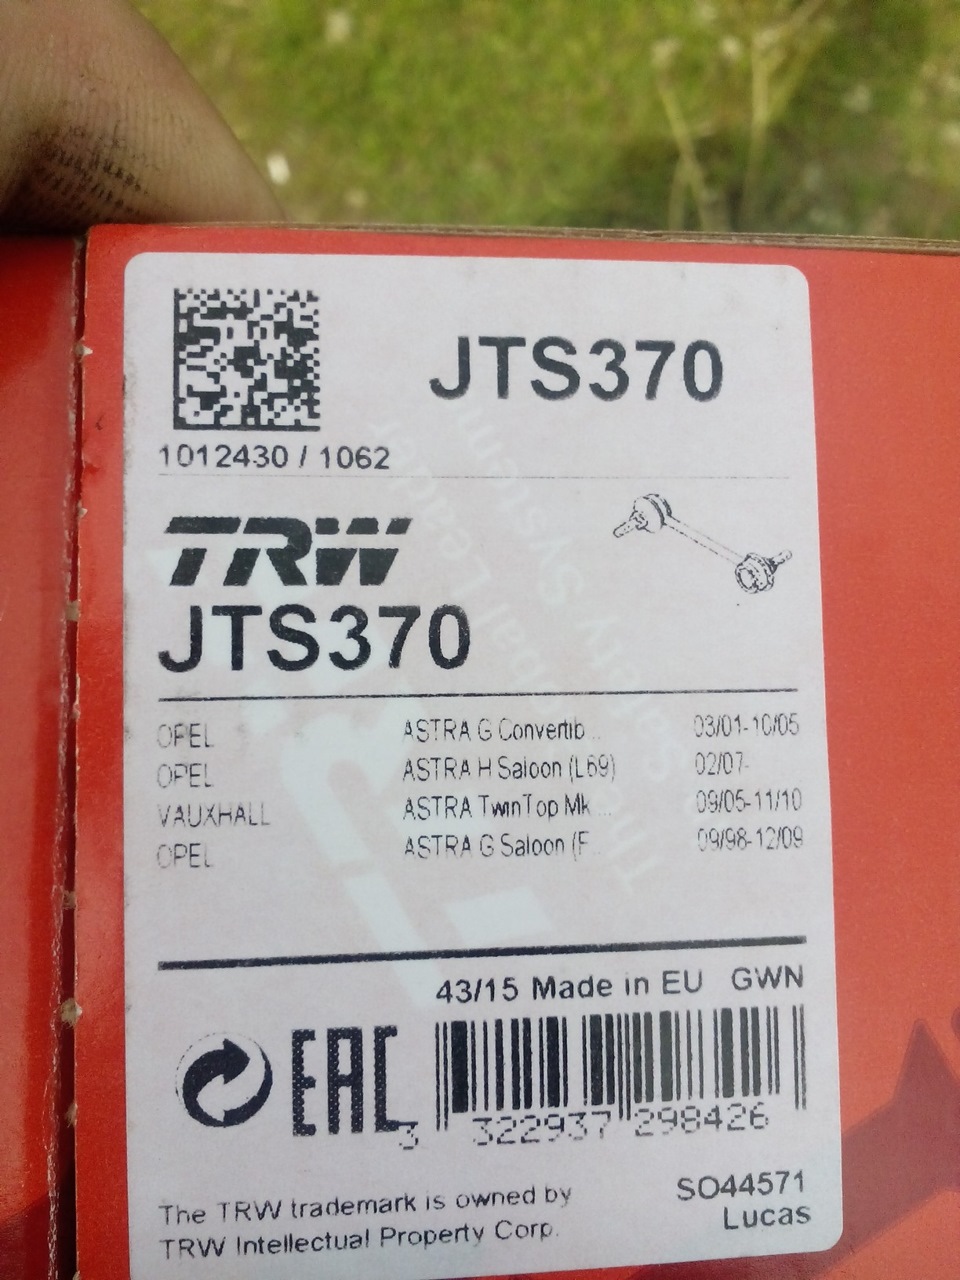 JTS370
1012430 / 1062
TRW
JTS370
OPEL ASTRA G Convertib... 03/01-10/05
OPEL ASTRA H Saloon (L69) 02/07-
VAUXHALL ASTRA TwinTop Mk... 09/05-11/10
OPEL ASTRA G Saloon (F... 09/98-12/09
43/15 Made in EU GWN
EAC
3 322937 298426
SO44571
Lucas
The TRW trademark is owned by
TRW Intellectual Property Corp.